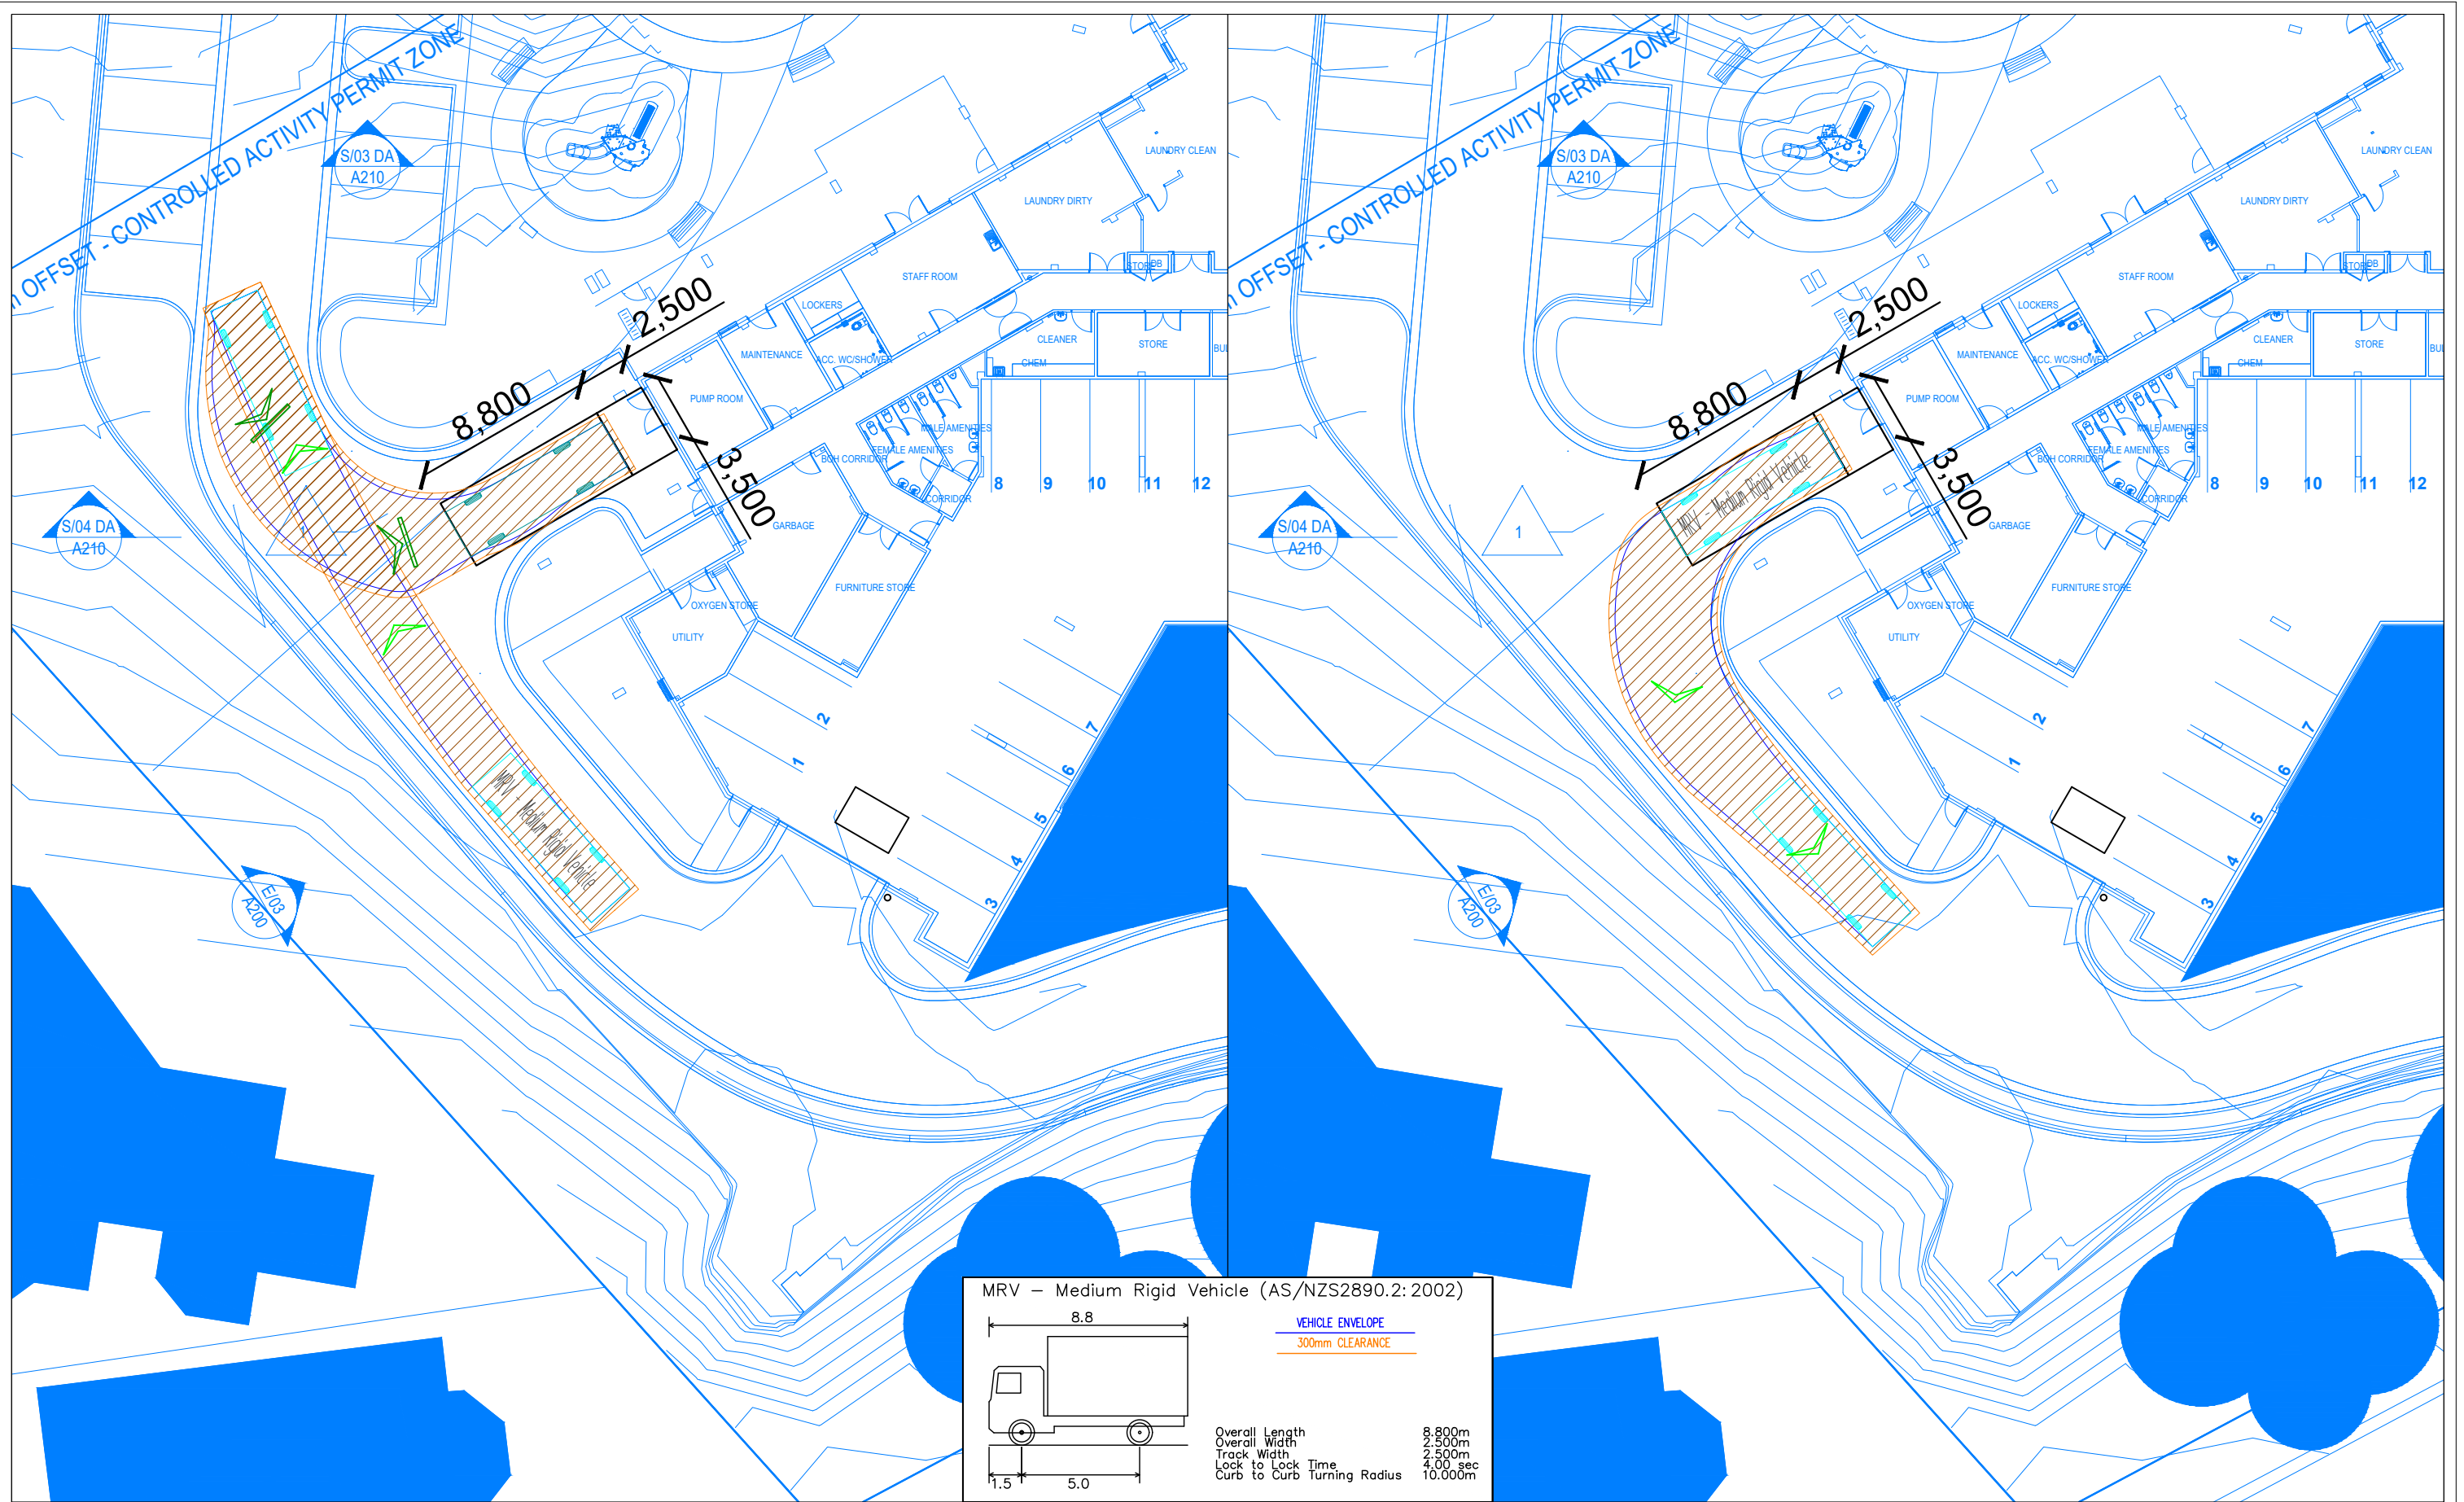 OFFSET - CONTROLLED ACTIVITY PERMIT ZONE
S/03 DA
A210
LAUNDRY CLEAN
LAUNDRY DIRTY
STORE
DB
STAFF ROOM
LOCKERS
2,500
CLEANER
STORE
MAINTENANCE
ACC. WC/SHOWER
CHEM
8,800
PUMP ROOM
MALE AMENITIES
FEMALE AMENITIES
BOH CORRIDOR
3,500
8
9
10
11
12
CORRIDOR
S/04 DA
A210
1
GARBAGE
FURNITURE STORE
OXYGEN STORE
UTILITY
2
1
7
6
5
4
3
MRV - Medium Rigid Vehicle
E/03
A200
OFFSET - CONTROLLED ACTIVITY PERMIT ZONE
S/03 DA
A210
LAUNDRY CLEAN
LAUNDRY DIRTY
STORE
DB
STAFF ROOM
LOCKERS
2,500
CLEANER
STORE
MAINTENANCE
ACC. WC/SHOWER
CHEM
8,800
PUMP ROOM
MALE AMENITIES
FEMALE AMENITIES
BOH CORRIDOR
3,500
8
9
10
11
12
CORRIDOR
MRV - Medium Rigid Vehicle
S/04 DA
A210
1
GARBAGE
FURNITURE STORE
OXYGEN STORE
UTILITY
2
1
7
6
5
4
3
E/03
A200
MRV – Medium Rigid Vehicle (AS/NZS2890.2:2002)
8.8
VEHICLE ENVELOPE
300mm CLEARANCE
1.5
5.0
Overall Length 8.800m
Overall Width 2.500m
Track Width 2.500m
Lock to Lock Time 4.00 sec
Curb to Curb Turning Radius 10.000m